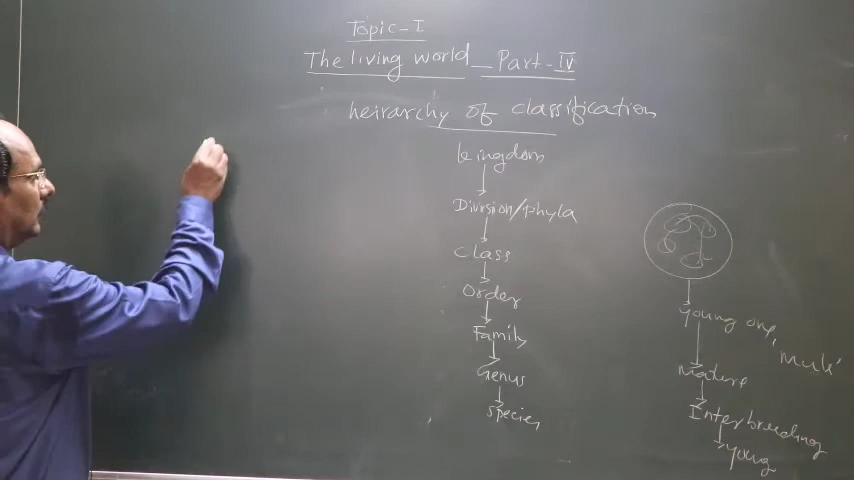 Topic-I
The living world - Part-IV
heirarchy of classification
kingdom
Division/phyla
Class
Order
Family
Genus
Species
young one, 'Mule'
Mature
Interbreeding
young